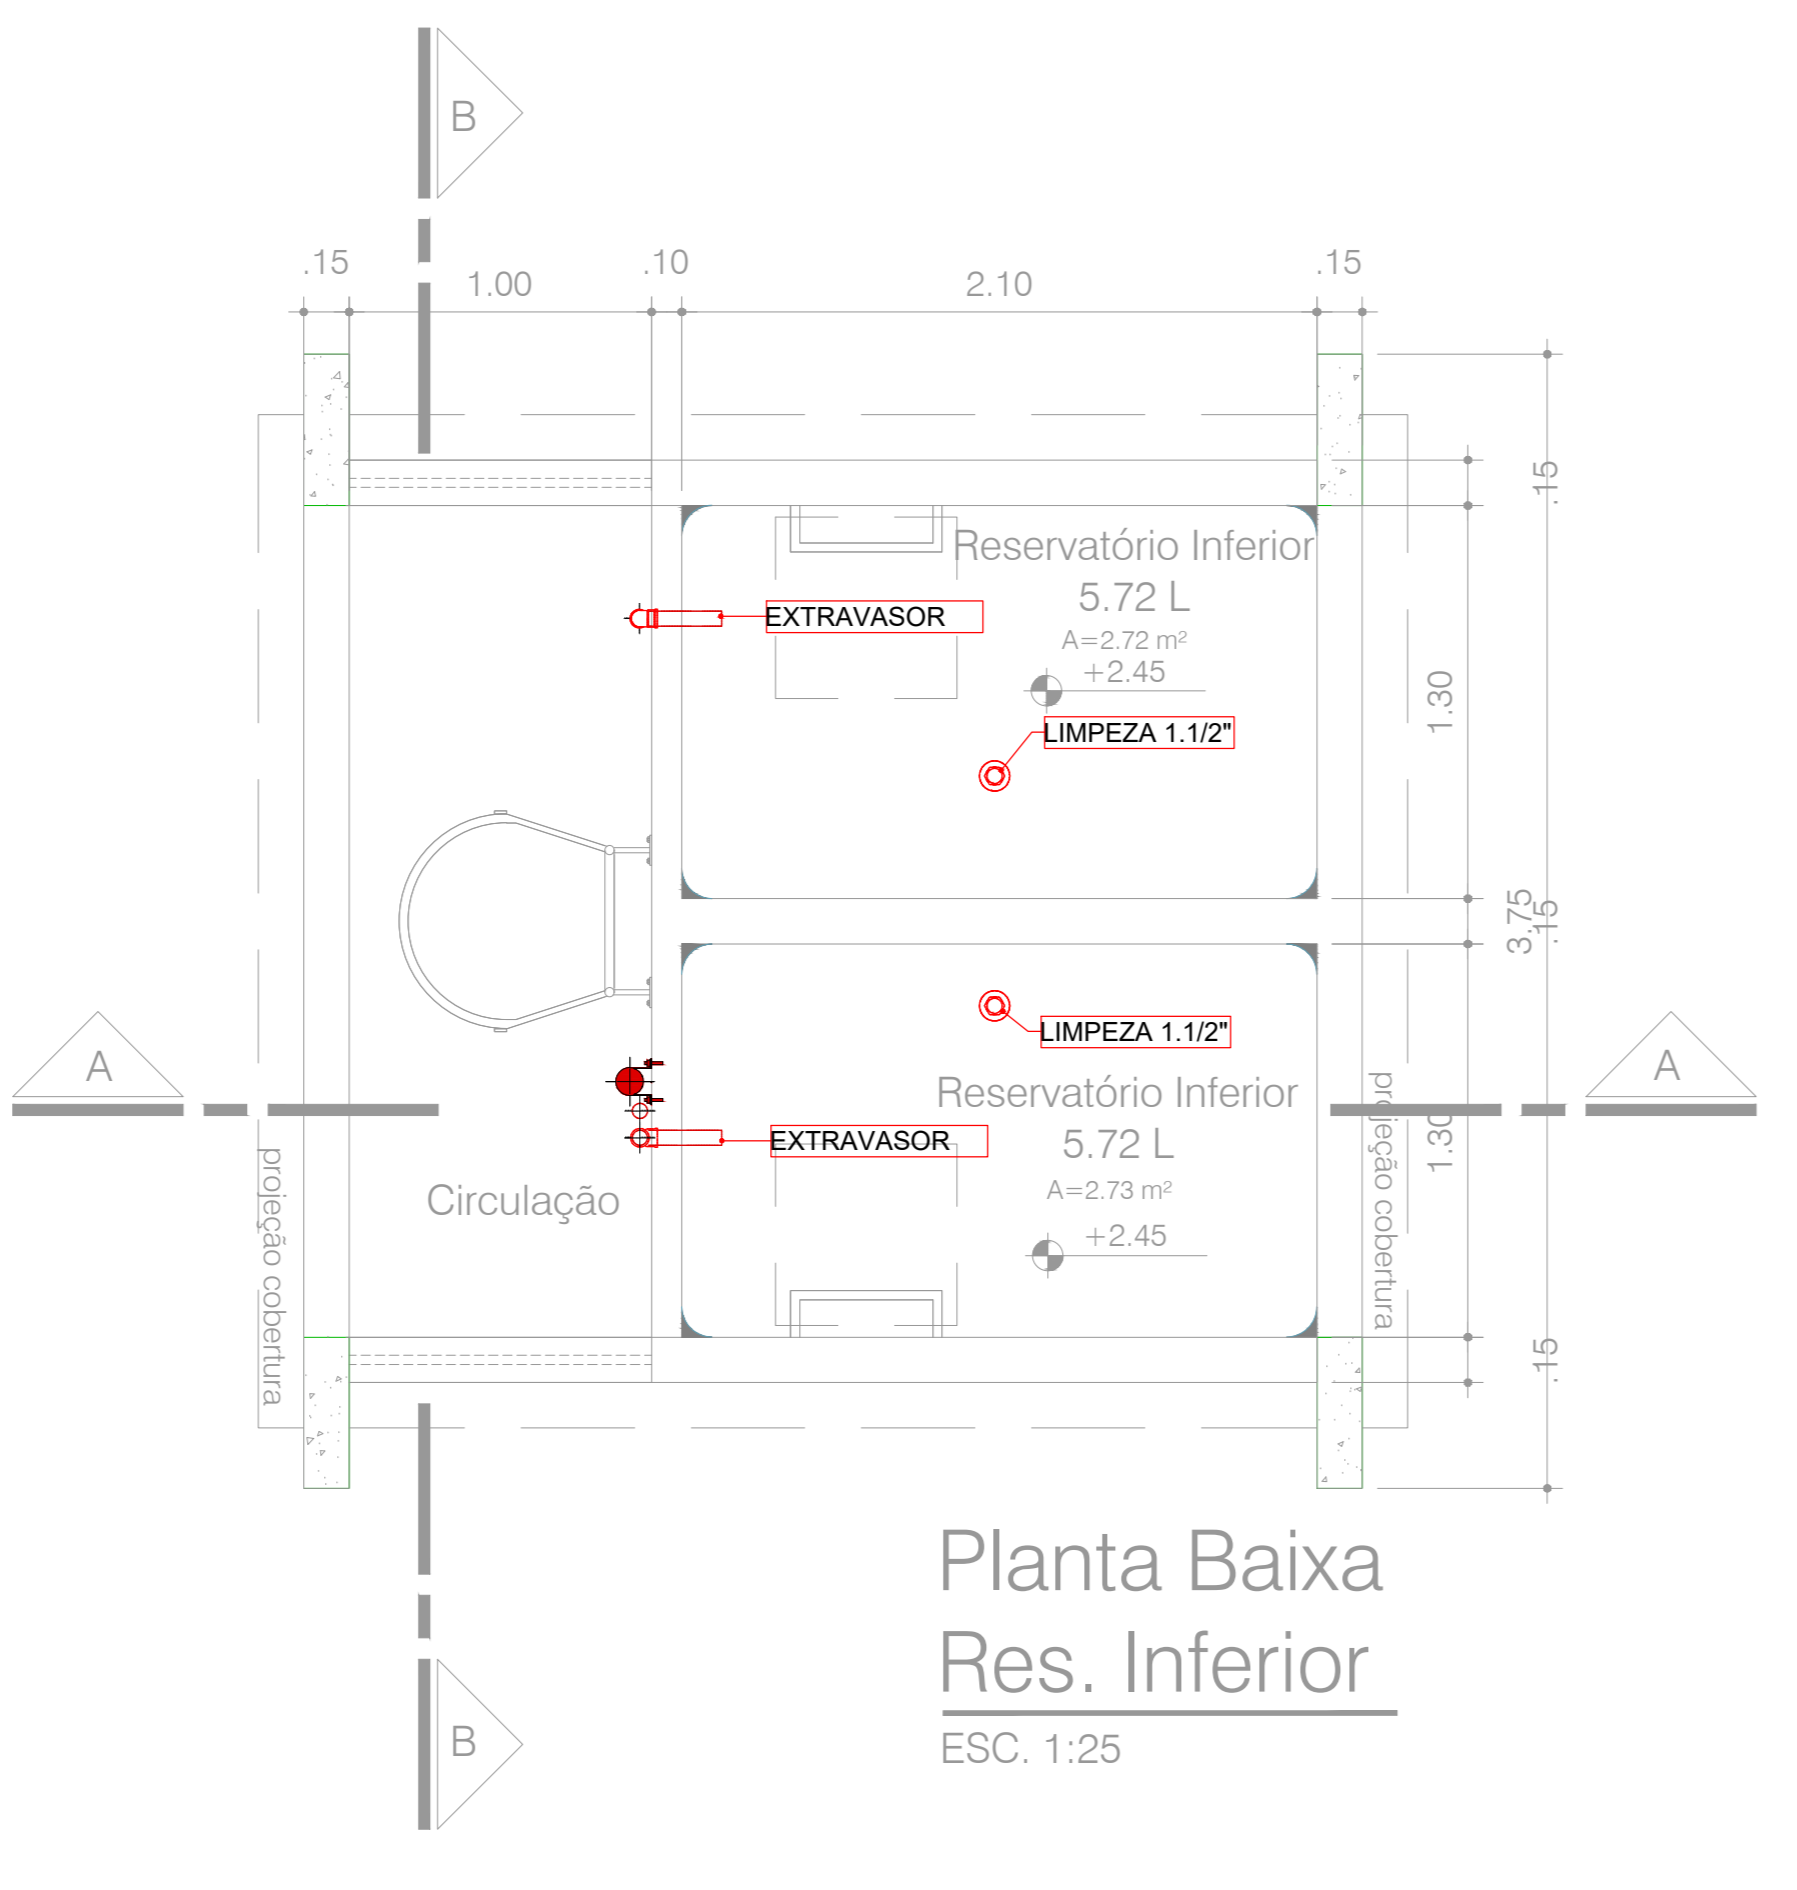 B
.15
1.00
.10
2.10
.15
.15
Reservatório Inferior
5.72 L
EXTRAVASOR
A=2.72 m²
+2.45
1.30
LIMPEZA 1.1/2"
3.75
.15
LIMPEZA 1.1/2"
A
A
Reservatório Inferior
EXTRAVASOR
5.72 L
1.30
A=2.73 m²
Circulação
+2.45
projeção cobertura
projeção cobertura
.15
Planta Baixa
Res. Inferior
ESC. 1:25
B